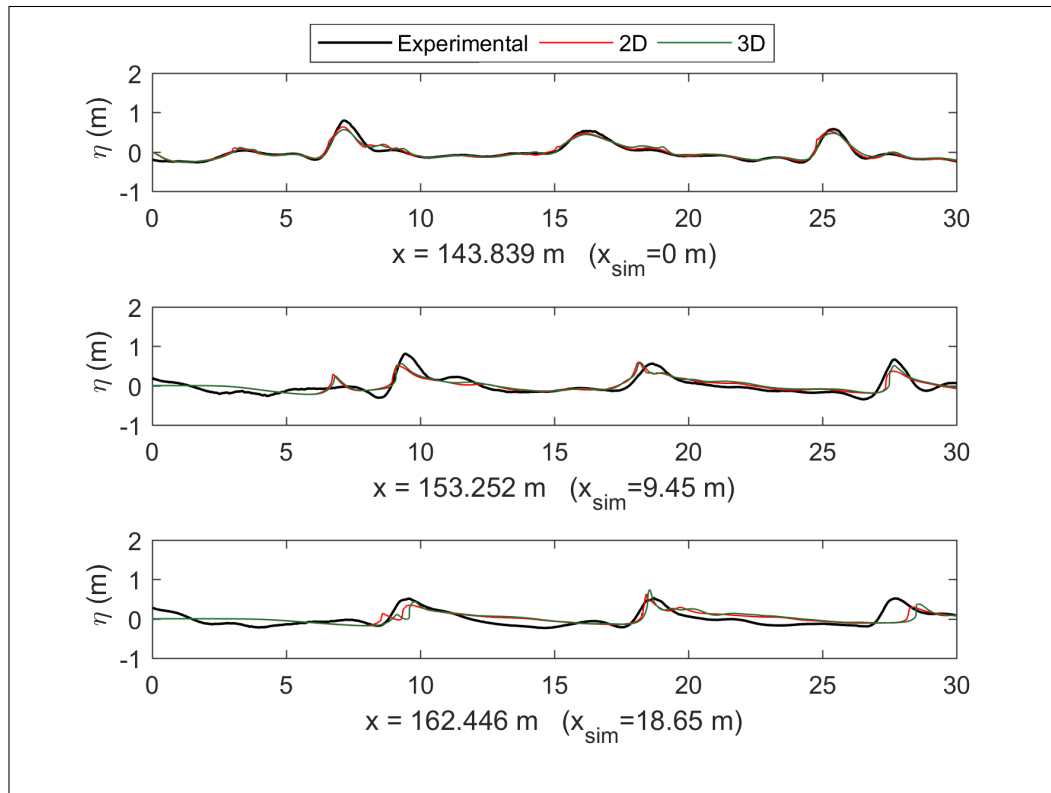 Experimental 2D 3D
2
1
0
-1
η (m)
0 5 10 15 20 25 30
x = 143.839 m (x_sim=0 m)
2
1
0
-1
η (m)
0 5 10 15 20 25 30
x = 153.252 m (x_sim=9.45 m)
2
1
0
-1
η (m)
0 5 10 15 20 25 30
x = 162.446 m (x_sim=18.65 m)